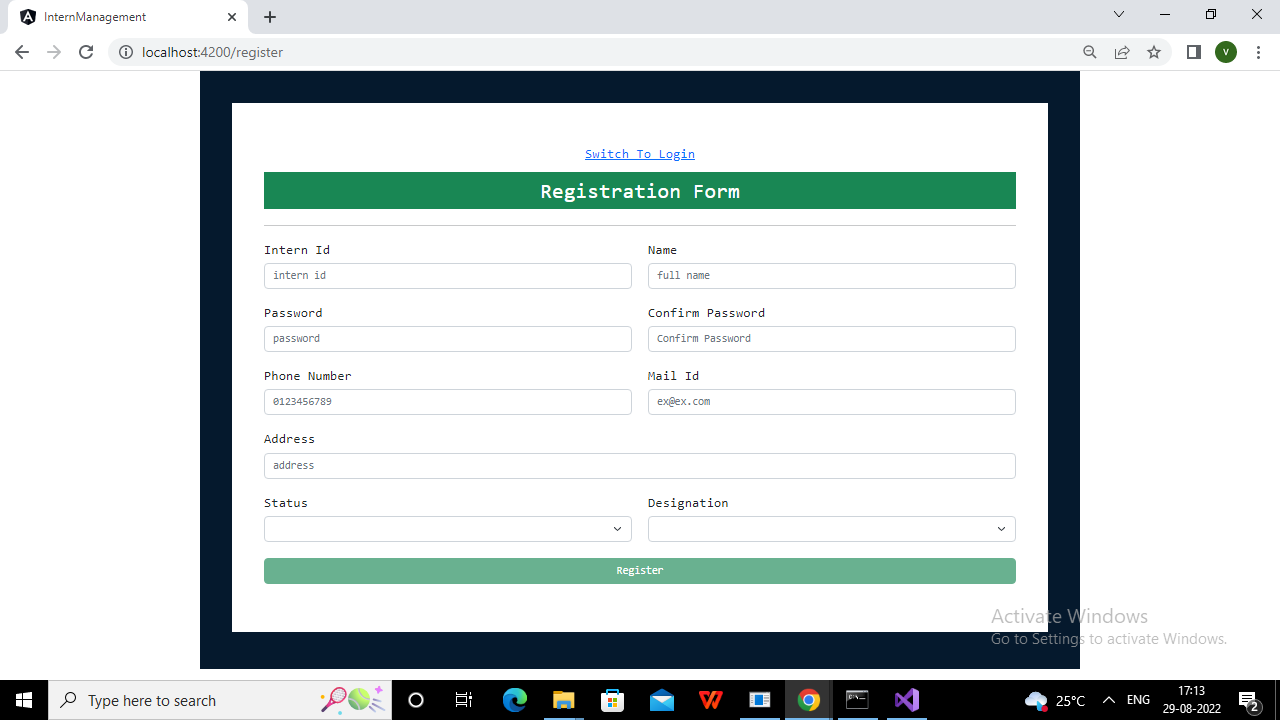 InternManagement
localhost:4200/register
V
Switch To Login
Registration Form
Intern Id
Name
intern id
full name
Password
Confirm Password
password
Confirm Password
Phone Number
Mail Id
0123456789
ex@ex.com
Address
address
Status
Designation
Register
Activate Windows
Go to Settings to activate Windows.
Type here to search
25°C
ENG
17:13
29-08-2022
2